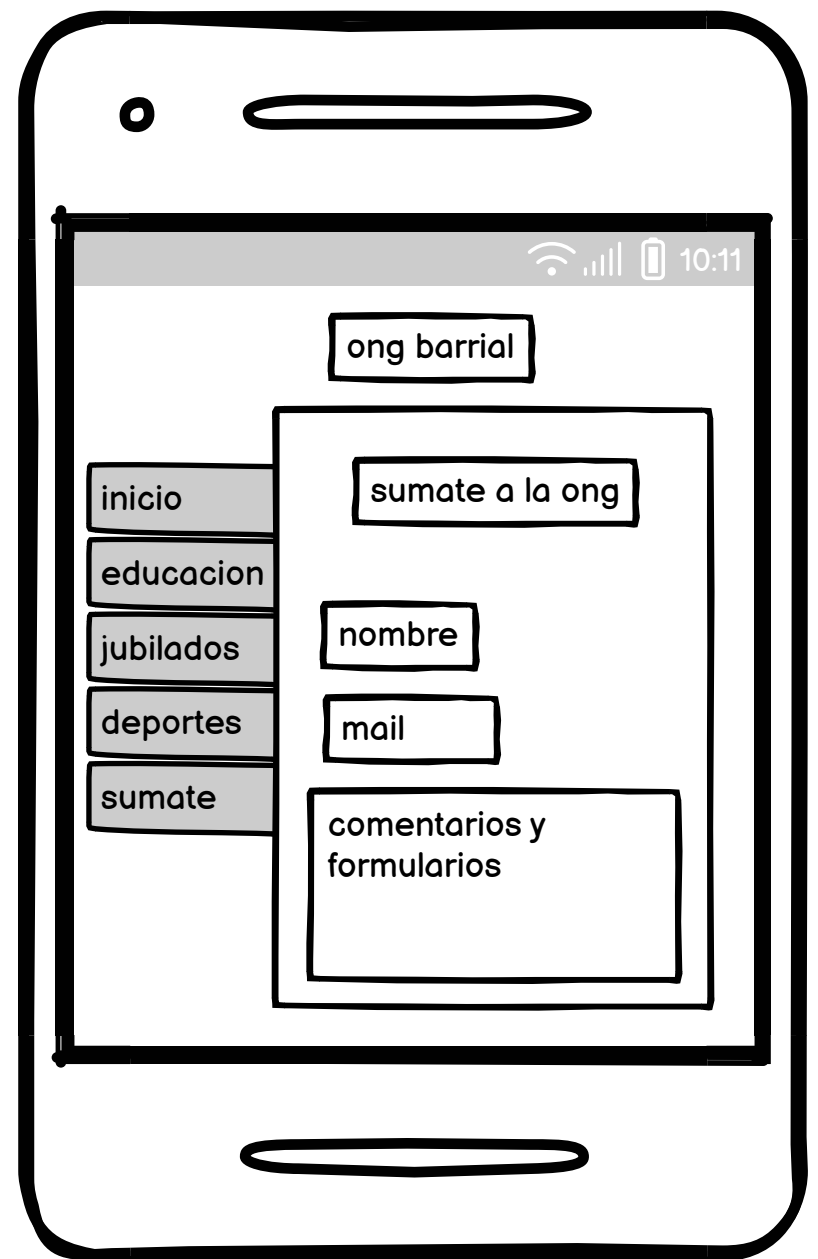 10:11
ong barrial
inicio
educacion
jubilados
deportes
sumate
sumate a la ong
nombre
mail
comentarios y
formularios